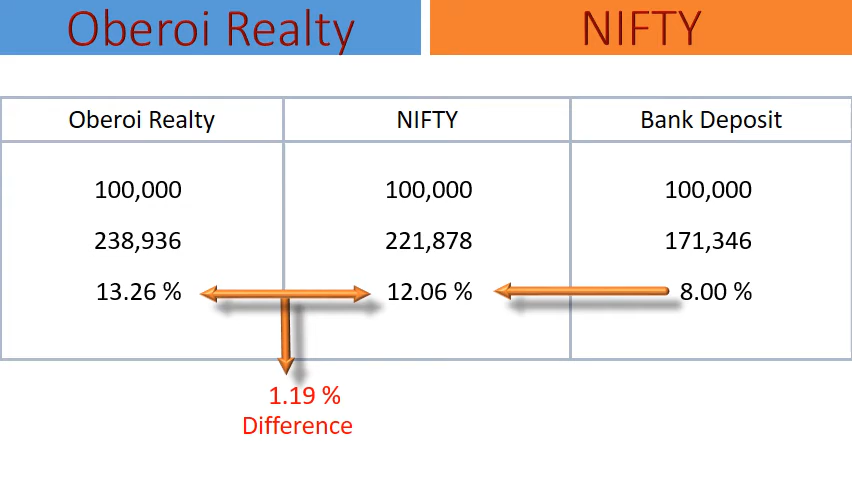 Oberoi Realty NIFTY
Oberoi Realty NIFTY Bank Deposit
100,000 100,000 100,000
238,936 221,878 171,346
13.26 % 12.06 % 8.00 %
1.19 %
Difference